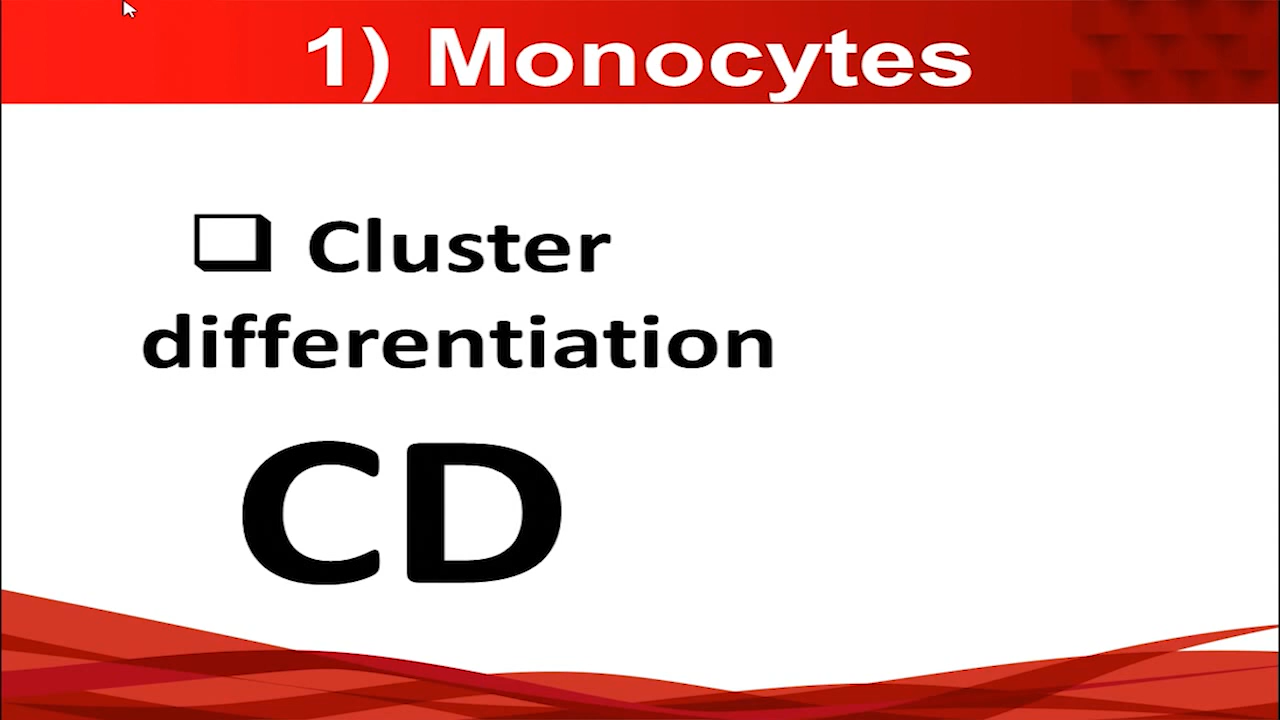 1) Monocytes
❑ Cluster
differentiation
CD